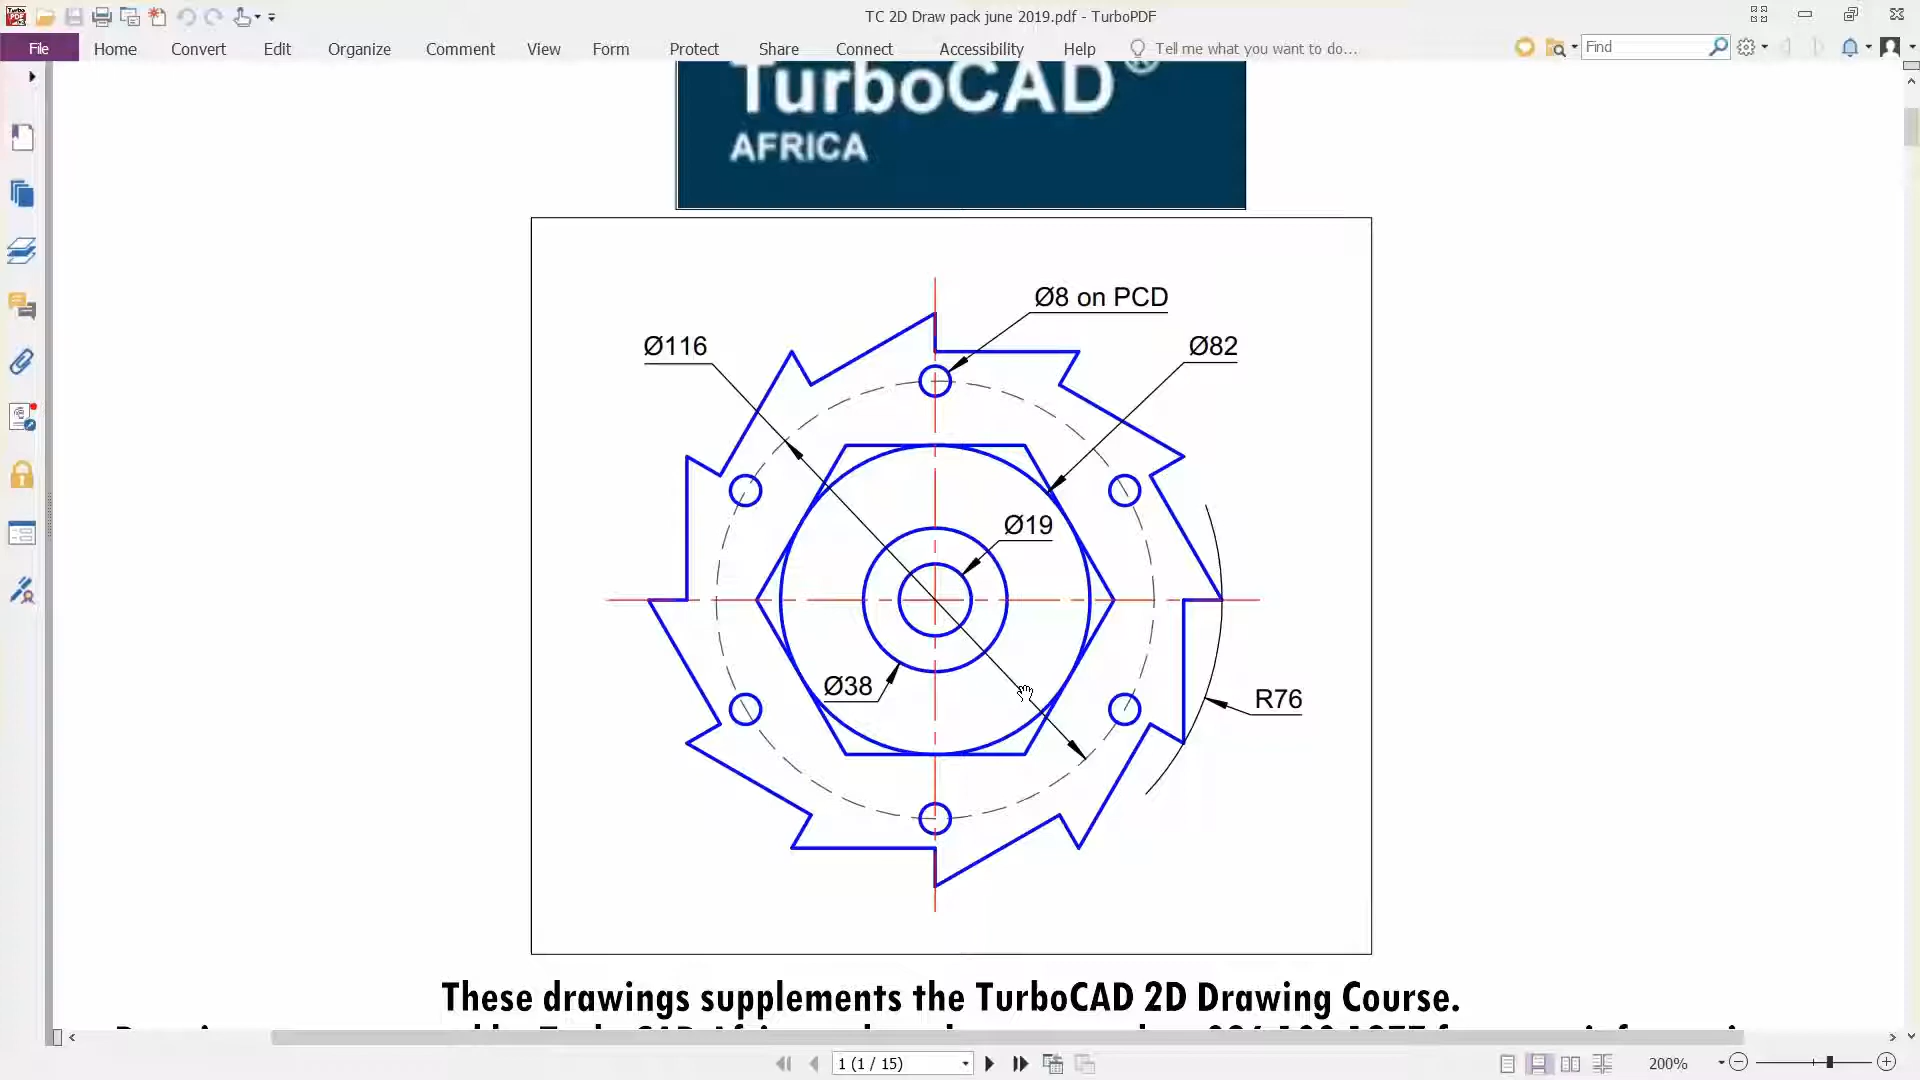 TC 2D Draw pack june 2019.pdf - TurboPDF
File Home Convert Edit Organize Comment View Form Protect Share Connect Accessibility Help Tell me what you want to do... Find
TurboCAD®
AFRICA
Ø8 on PCD
Ø116
Ø82
Ø19
Ø38
R76
These drawings supplements the TurboCAD 2D Drawing Course.
1 (1 / 15)
200%